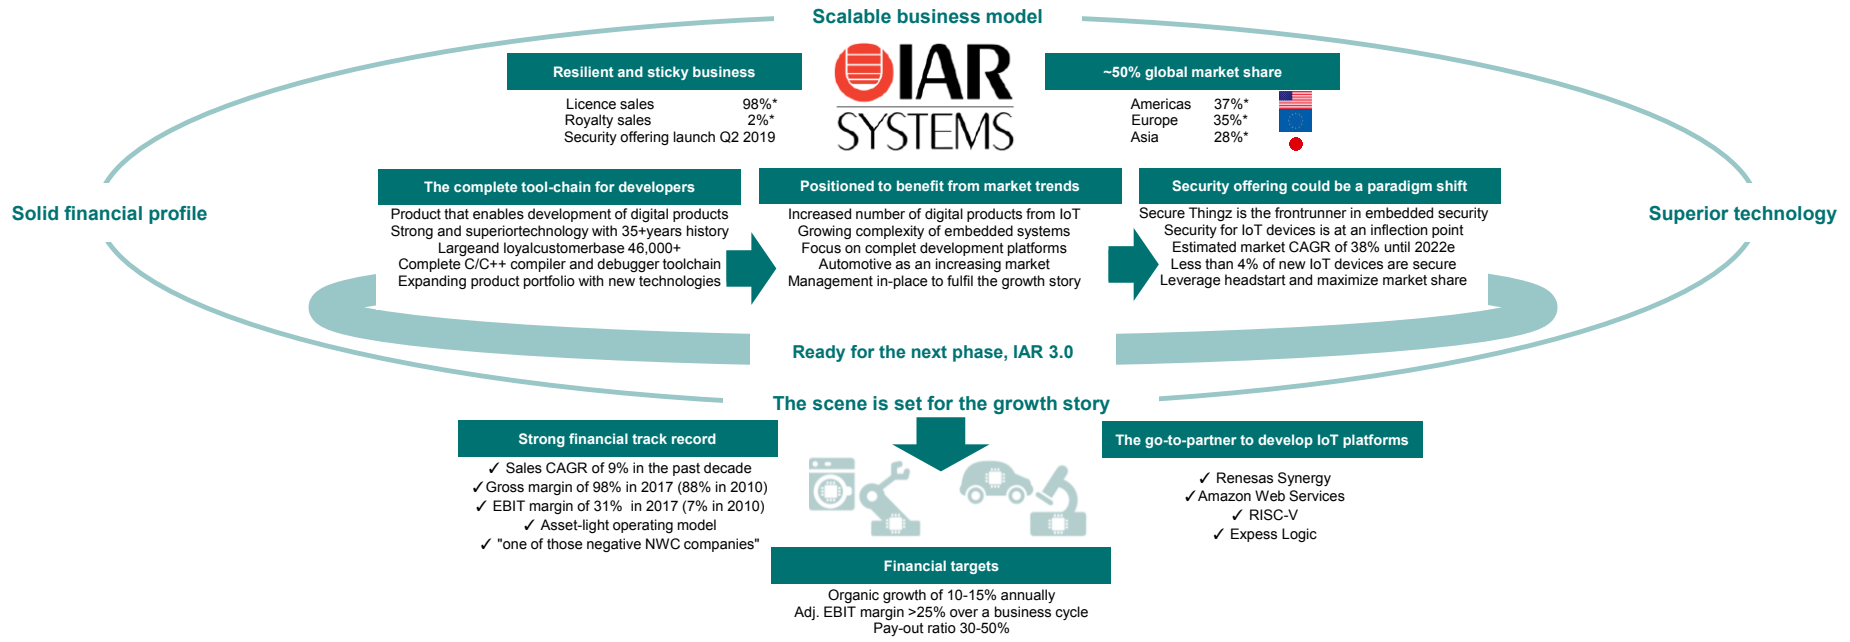 Scalable business model
Resilient and sticky business
Licence sales 98%*
Royalty sales 2%*
Security offering launch Q2 2019
IAR
SYSTEMS
~50% global market share
Americas 37%*
Europe 35%*
Asia 28%*
Solid financial profile
Superior technology
The complete tool-chain for developers
Product that enables development of digital products
Strong and superiortechnology with 35+years history
Largeand loyalcustomerbase 46,000+
Complete C/C++ compiler and debugger toolchain
Expanding product portfolio with new technologies
Positioned to benefit from market trends
Increased number of digital products from IoT
Growing complexity of embedded systems
Focus on complet development platforms
Automotive as an increasing market
Management in-place to fulfil the growth story
Security offering could be a paradigm shift
Secure Thingz is the frontrunner in embedded security
Security for IoT devices is at an inflection point
Estimated market CAGR of 38% until 2022e
Less than 4% of new IoT devices are secure
Leverage headstart and maximize market share
Ready for the next phase, IAR 3.0
The scene is set for the growth story
Strong financial track record
✓ Sales CAGR of 9% in the past decade
✓Gross margin of 98% in 2017 (88% in 2010)
✓ EBIT margin of 31%  in 2017 (7% in 2010)
✓ Asset-light operating model
✓ "one of those negative NWC companies"
The go-to-partner to develop IoT platforms
✓ Renesas Synergy
✓Amazon Web Services
✓ RISC-V
✓ Expess Logic
Financial targets
Organic growth of 10-15% annually
Adj. EBIT margin >25% over a business cycle
Pay-out ratio 30-50%